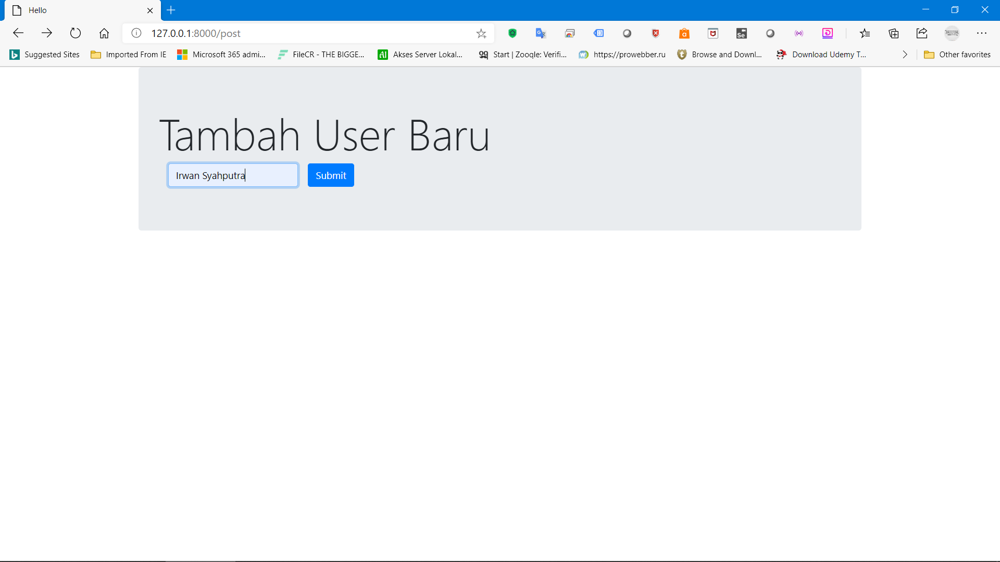 Hello
127.0.0.1:8000/post
Suggested Sites
Imported From IE
Microsoft 365 admi...
FileCR - THE BIGGE...
Akses Server Lokal...
Start | Zooqle: Verifi...
https://prowebber.ru
Browse and Downl...
Download Udemy T...
Other favorites
Tambah User Baru
Irwan Syahputra
Submit